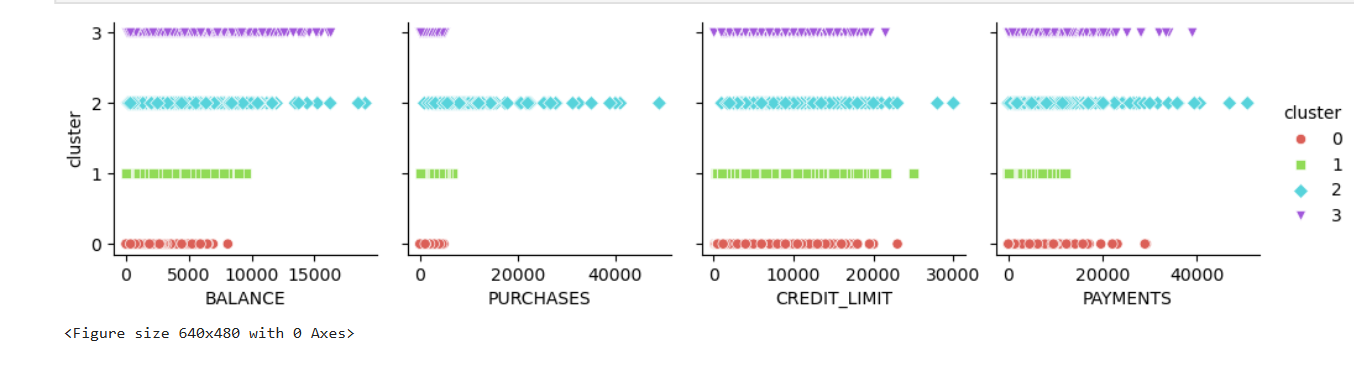 3
2
1
0
cluster
0 5000 10000 15000
BALANCE
0 20000 40000
PURCHASES
0 10000 20000 30000
CREDIT_LIMIT
0 20000 40000
PAYMENTS
cluster
0
1
2
3
<Figure size 640x480 with 0 Axes>